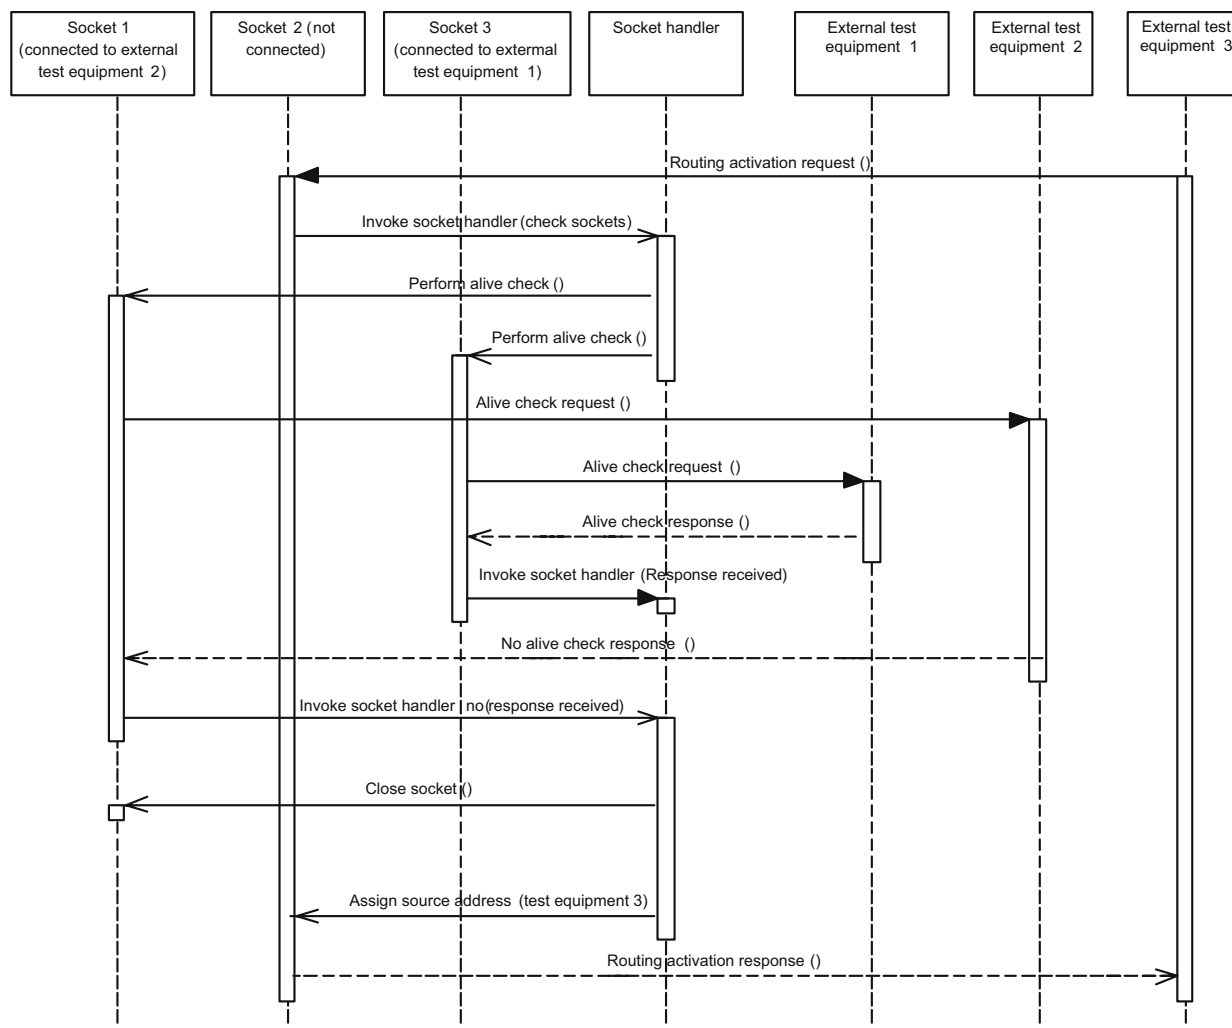 Socket 1
(connected to external
test equipment 2)
Socket 2 (not
connected)
Socket 3
(connected to external
test equipment 1)
Socket handler
External test
equipment 1
External test
equipment 2
External test
equipment 3
Routing activation request ()
Invoke socket handler (check sockets)
Perform alive check ()
Perform alive check ()
Alive check request ()
Alive check request ()
Alive check response ()
Invoke socket handler (Response received)
No alive check response ()
Invoke socket handler no(response received)
Close socket ()
Assign source address (test equipment 3)
Routing activation response ()